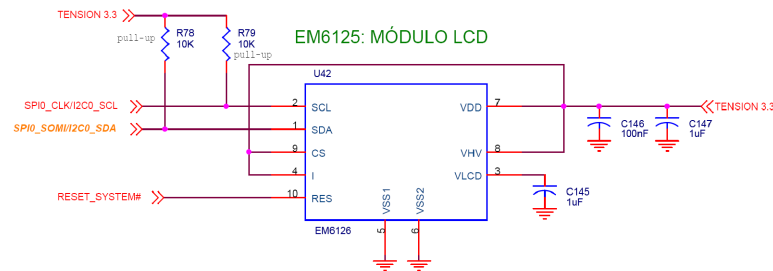 TENSION 3.3
pull-up
R78
10K
R79
10K
pull-up
EM6125: MÓDULO LCD
U42
SPI0_CLK/I2C0_SCL
2
SCL
VDD
7
TENSION 3.3
SPI0_SOMI/I2C0_SDA
1
SDA
C146
100nF
C147
1uF
9
CS
VHV
8
4
I
VLCD
3
C145
1uF
RESET_SYSTEM#
10
RES
VSS1
VSS2
EM6126
5
6